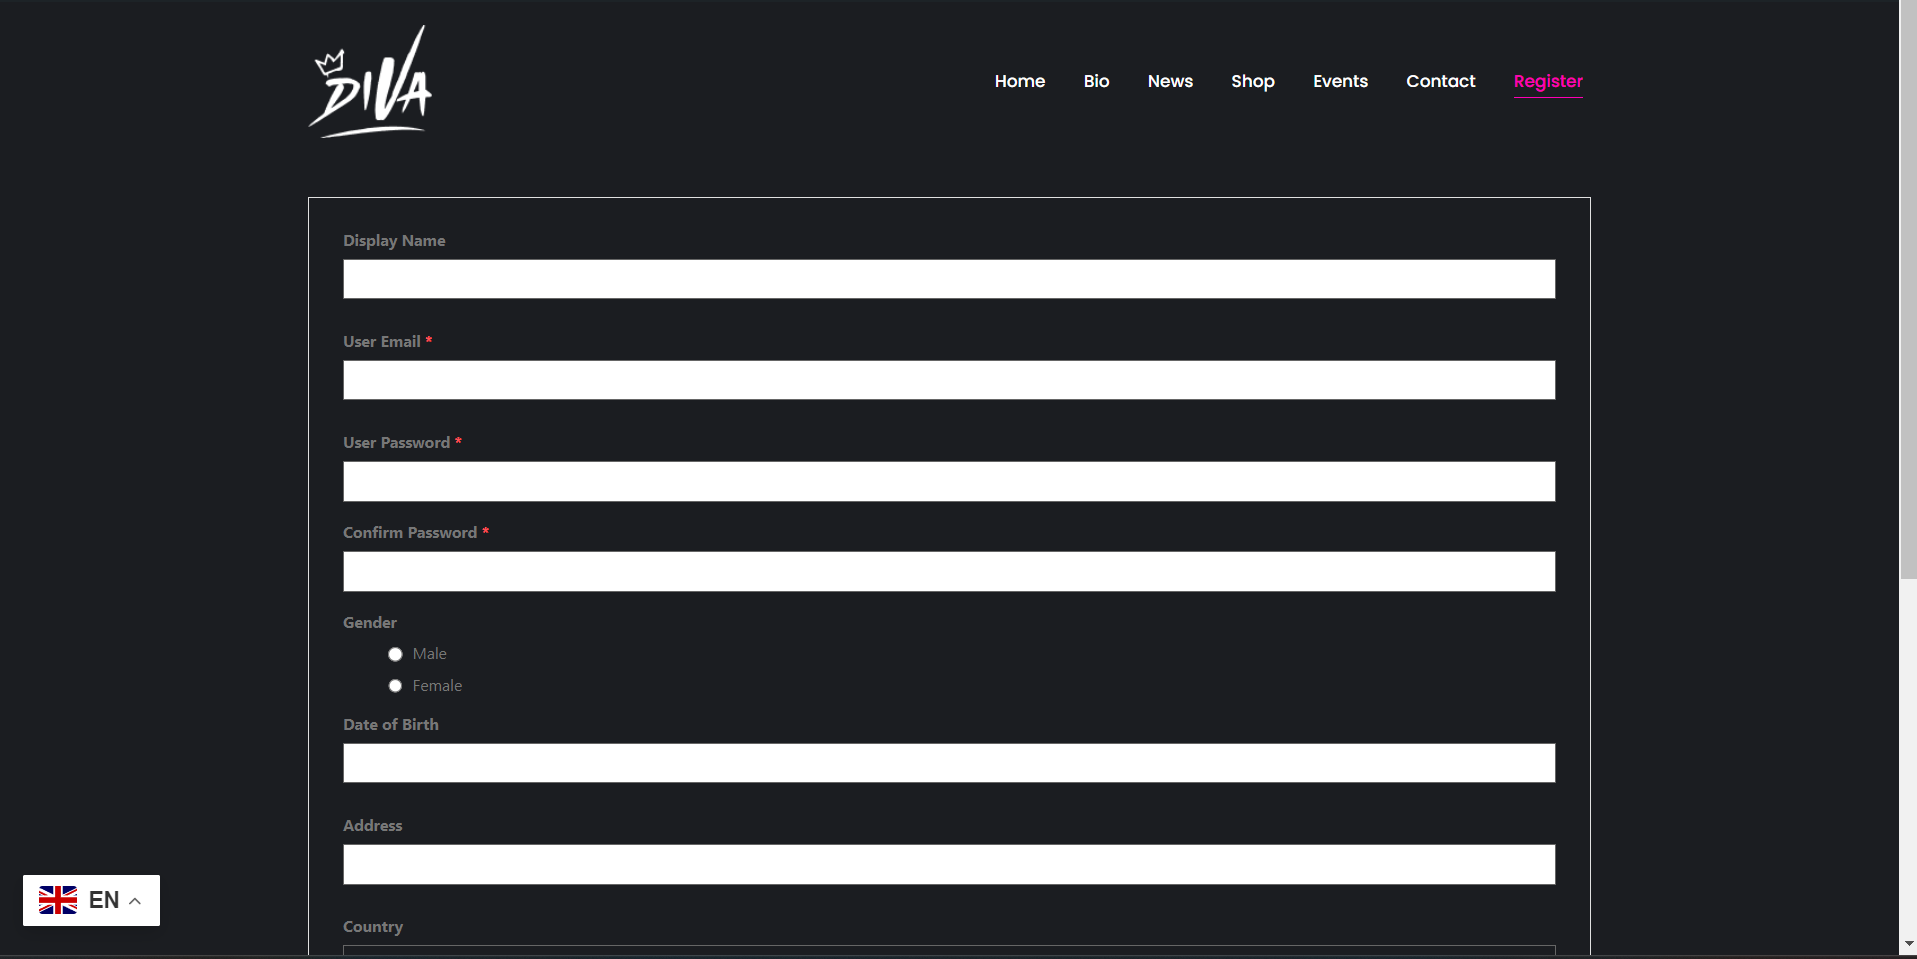 DIVA
Home Bio News Shop Events Contact Register
Display Name
User Email *
User Password *
Confirm Password *
Gender
Male
Female
Date of Birth
Address
Country
EN